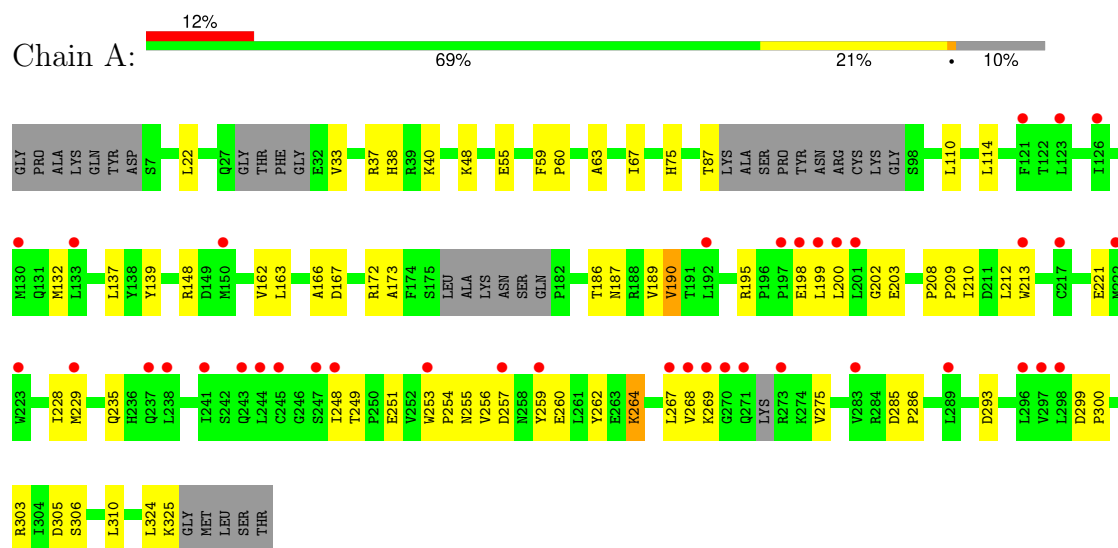 12%
Chain A:
69% 21% • 10%
GLY PRO ALA LYS GLN TYR ASP S7 L22 Q27 GLY THR PHE GLY E32 V33 R37 H38 R39 K40 K48 E55 F59 P60 A63 I67 H75 T87 LYS ALA SER PRO TYR ASN ARG CYS LYS GLY S98 L110 L114 F121 T122 L123 I126
M130 Q131 M132 L133 L137 Y138 Y139 R148 D149 M150 V162 L163 A166 D167 R172 A173 F174 S175 LEU ALA LYS ASN SER GLN P182 T186 N187 R188 V189 V190 T191 L192 R195 P196 P197 E198 L199 L200 L201 G202 E203 P208 P209 I210 D211 L212 W213 C217 E221 M222
W223 I228 M229 Q235 H236 Q237 L238 I241 S242 Q243 L244 C245 G246 S247 I248 T249 P250 E251 V252 W253 P254 N255 V256 D257 N258 Y259 E260 L261 Y262 E263 K264 L267 V268 K269 G270 Q271 LYS R273 K274 V275 V283 R284 D285 P286 L289 D293 L296 V297 L298 D299 P300
R303 I304 D305 S306 L310 L324 K325 GLY MET LEU SER THR